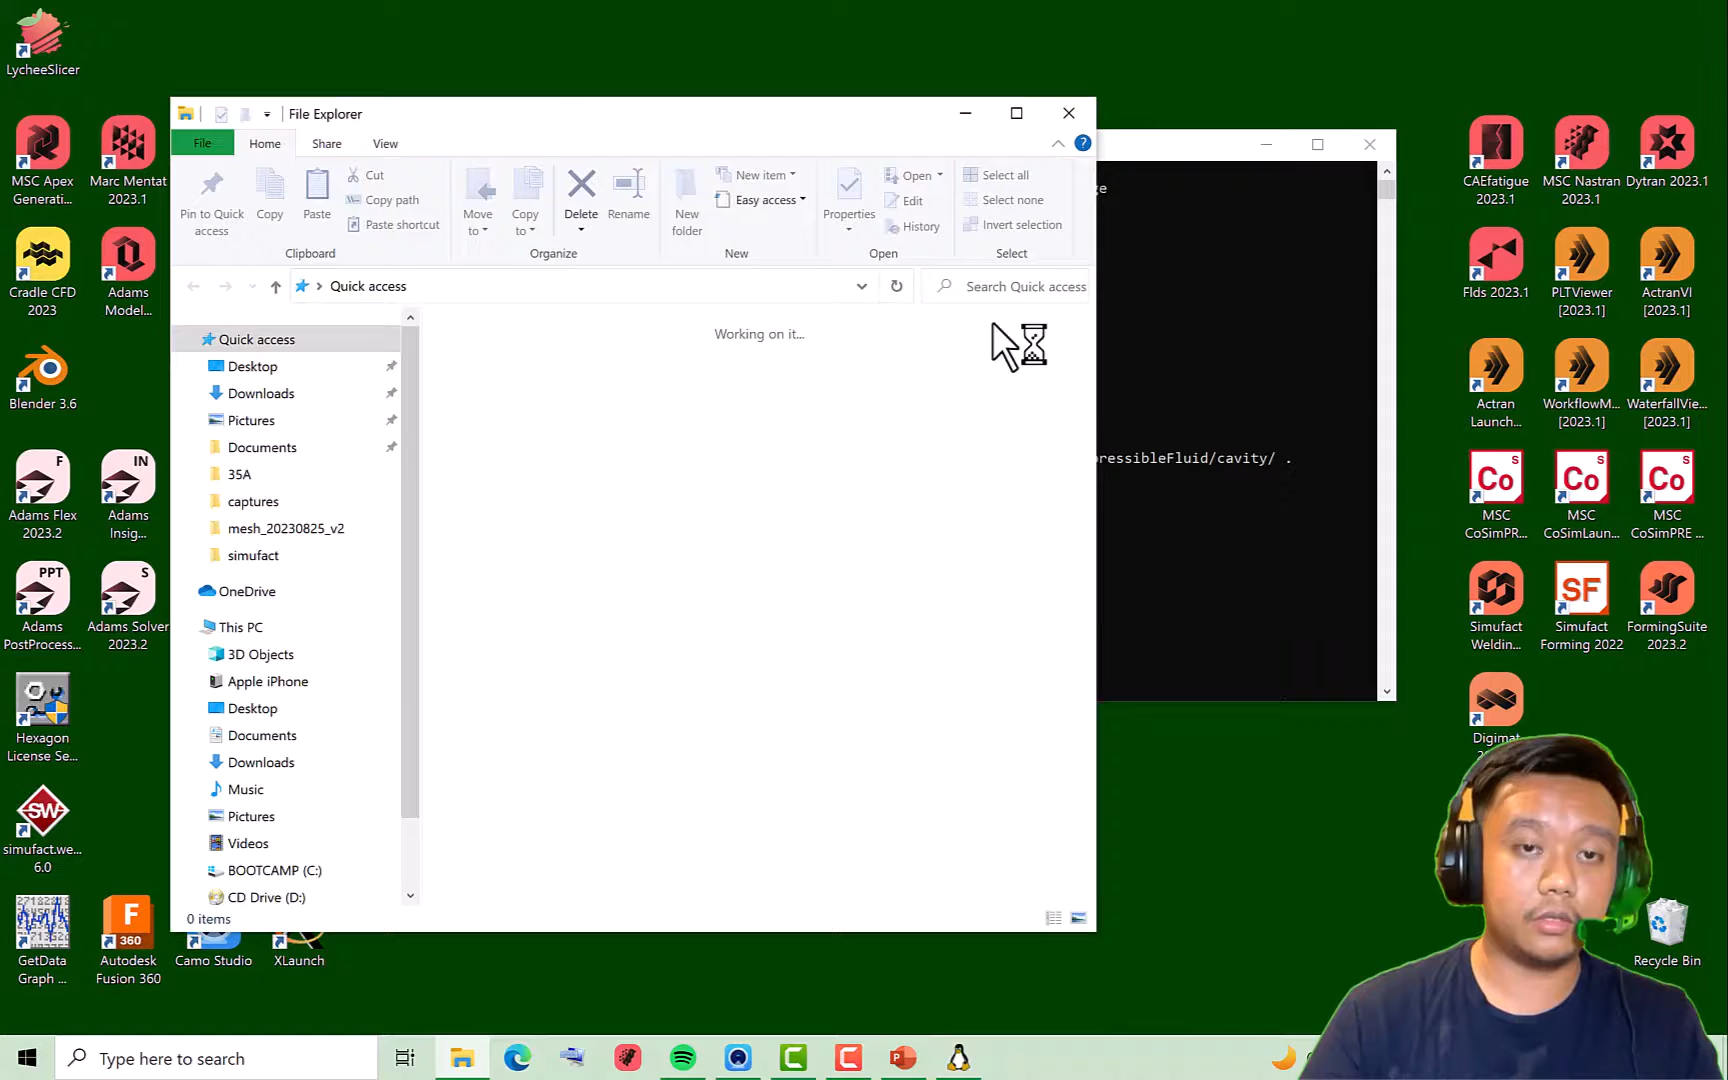 LycheeSlicer
MSC Apex
Generati...
Marc Mentat
2023.1
Cradle CFD
2023
Adams
Model...
Blender 3.6
F
Adams Flex
2023.2
IN
Adams
Insig...
PPT
Adams
PostProcess...
S
Adams Solver
2023.2
Hexagon
License Se...
SW
simufact.we...
6.0
GetData
Graph ...
F
360
Autodesk
Fusion 360
Camo Studio
XLaunch
File Explorer
File
Home
Share
View
Pin to Quick
access
Copy
Paste
Cut
Copy path
Paste shortcut
Clipboard
Move
to
Copy
to
Delete
Rename
Organize
New
folder
New item
Easy access
New
Properties
Open
Edit
History
Open
Select all
Select none
Invert selection
Select
Quick access
Search Quick access
Quick access
Desktop
Downloads
Pictures
Documents
35A
captures
mesh_20230825_v2
simufact
OneDrive
This PC
3D Objects
Apple iPhone
Desktop
Documents
Downloads
Music
Pictures
Videos
BOOTCAMP (C:)
CD Drive (D:)
Working on it...
0 items
ge
ressibleFluid/cavity/ .
CAEfatigue
2023.1
MSC Nastran
2023.1
Dytran 2023.1
Flds 2023.1
PLTViewer
[2023.1]
ActranVI
[2023.1]
Actran
Launch...
WorkflowM...
[2023.1]
WaterfallVie...
[2023.1]
Co
S
MSC
CoSimPR...
Co
S
MSC
CoSimLaun...
Co
S
MSC
CoSimPRE ...
Simufact
Weldin...
SF
Simufact
Forming 2022
FormingSuite
2023.2
Digimat
Recycle Bin
Type here to search